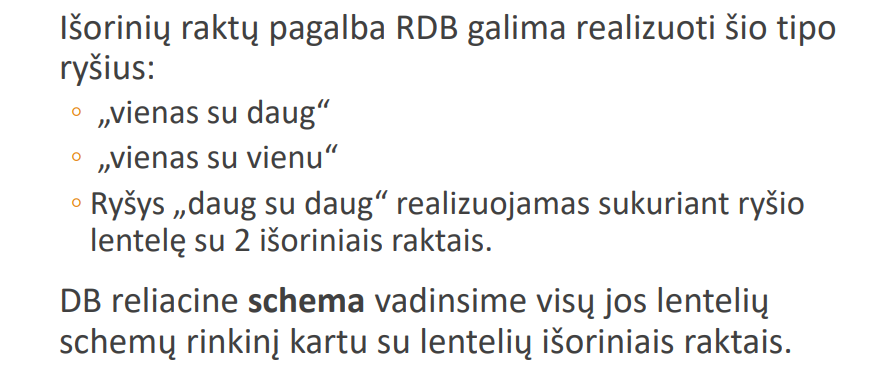 Išorinių raktų pagalba RDB galima realizuoti šio tipo
ryšius:
◦ „vienas su daug“
◦ „vienas su vienu“
◦ Ryšys „daug su daug“ realizuojamas sukuriant ryšio
lentelę su 2 išoriniais raktais.
DB reliacine schema vadinsime visų jos lentelių
schemų rinkinį kartu su lentelių išoriniais raktais.